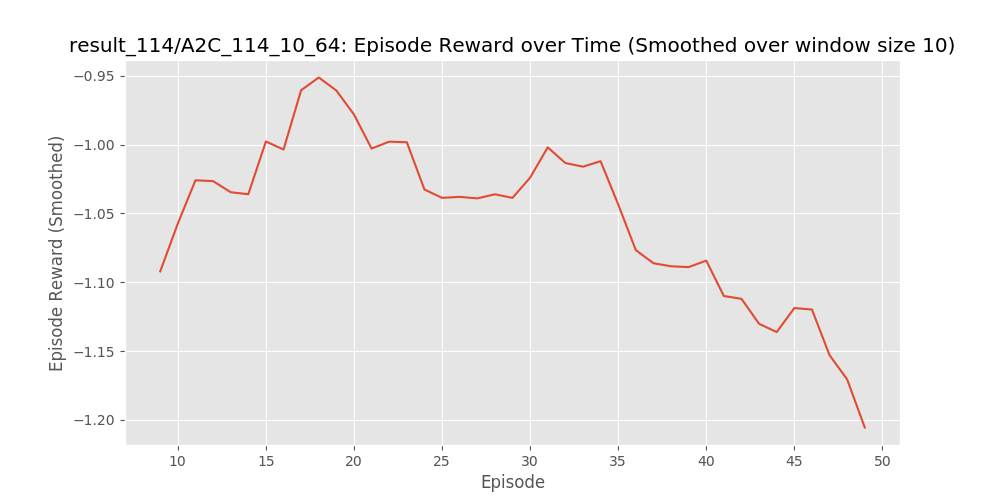 result_114/A2C_114_10_64: Episode Reward over Time (Smoothed over window size 10)
Episode Reward (Smoothed)
−0.95
−1.00
−1.05
−1.10
−1.15
−1.20
10 15 20 25 30 35 40 45 50
Episode